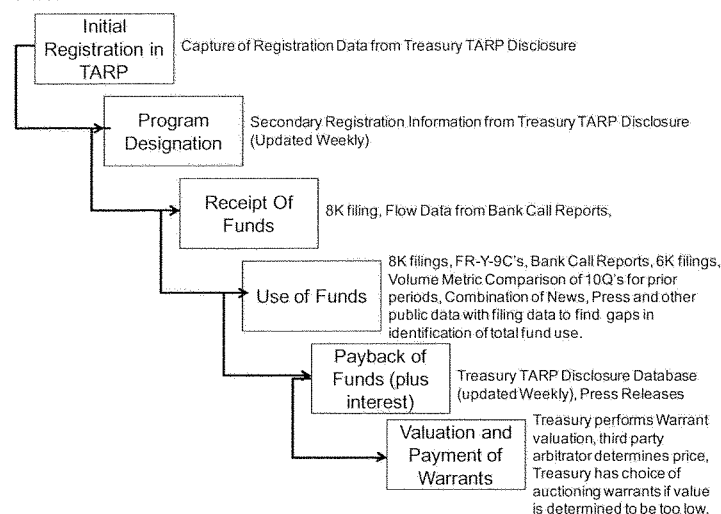 Initial
Registration in
TARP
Capture of Registration Data from Treasury TARP Disclosure
Program
Designation
Secondary Registration Information from Treasury TARP Disclosure
(Updated Weekly)
Receipt Of
Funds
8K filing, Flow Data from Bank Call Reports,
Use of Funds
8K filings, FR-Y-9C's, Bank Call Reports, 6K filings,
Volume Metric Comparison of 10Q's for prior
periods, Combination of News, Press and other
public data with filing data to find gaps in
identification of total fund use.
Payback of
Funds (plus
interest)
Treasury TARP Disclosure Database
(updated Weekly), Press Releases
Valuation and
Payment of
Warrants
Treasury performs Warrant
valuation, third party
arbitrator determines price,
Treasury has choice of
auctioning warrants if value
is determined to be too low.